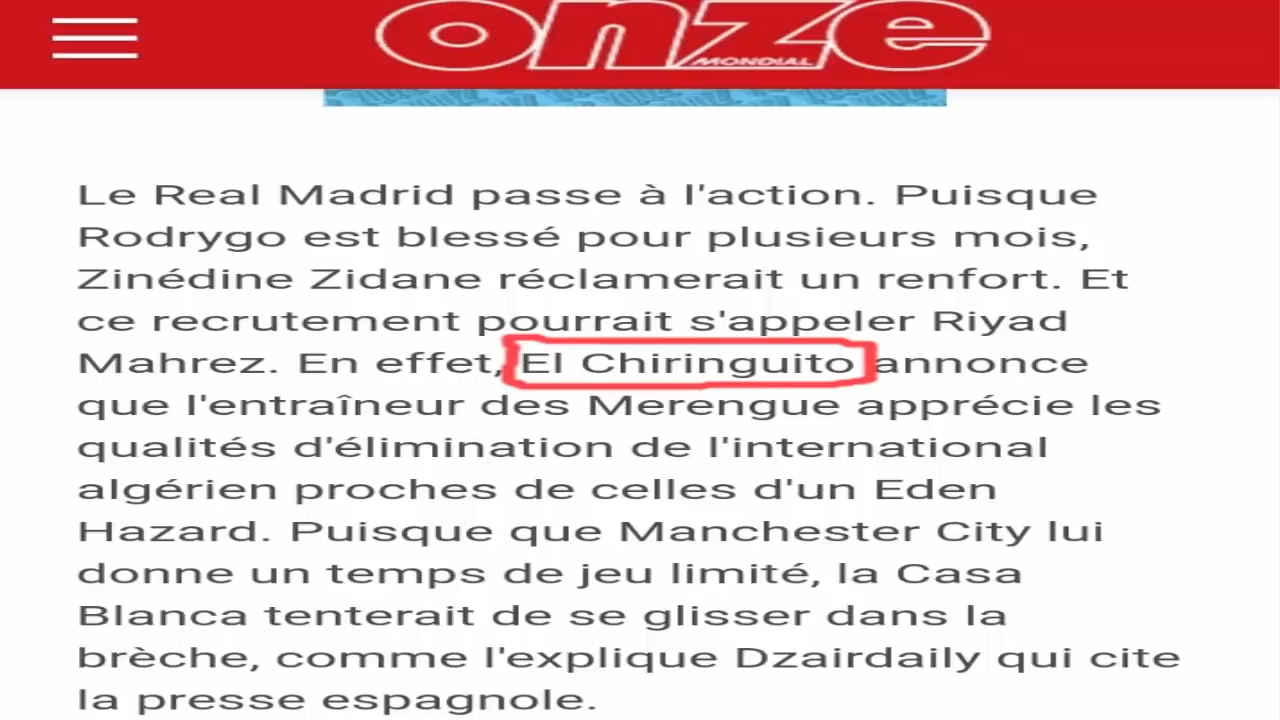 onze
MONDIAL
Le Real Madrid passe à l'action. Puisque
Rodrygo est blessé pour plusieurs mois,
Zinédine Zidane réclamerait un renfort. Et
ce recrutement pourrait s'appeler Riyad
Mahrez. En effet, El Chiringuito annonce
que l'entraîneur des Merengue apprécie les
qualités d'élimination de l'international
algérien proches de celles d'un Eden
Hazard. Puisque que Manchester City lui
donne un temps de jeu limité, la Casa
Blanca tenterait de se glisser dans la
brèche, comme l'explique Dzairdaily qui cite
la presse espagnole.